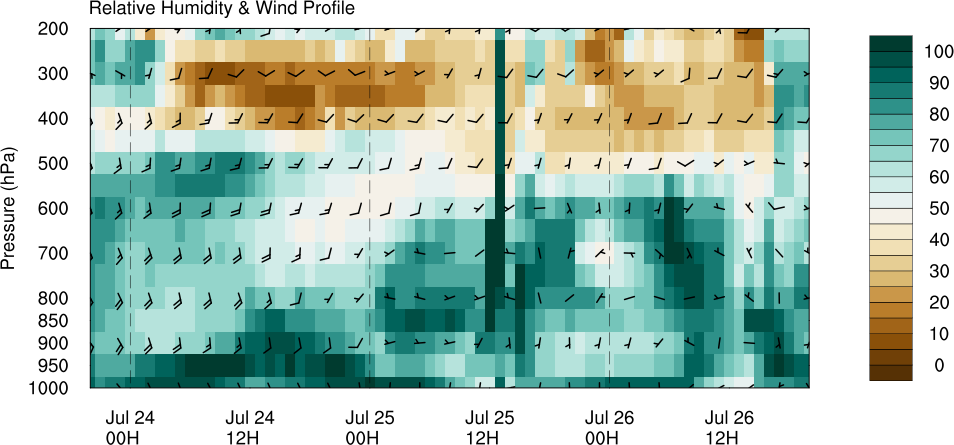 Relative Humidity & Wind Profile
Pressure (hPa)
200
300
400
500
600
700
800
850
900
950
1000
Jul 24 00H
Jul 24 12H
Jul 25 00H
Jul 25 12H
Jul 26 00H
Jul 26 12H
100
90
80
70
60
50
40
30
20
10
0